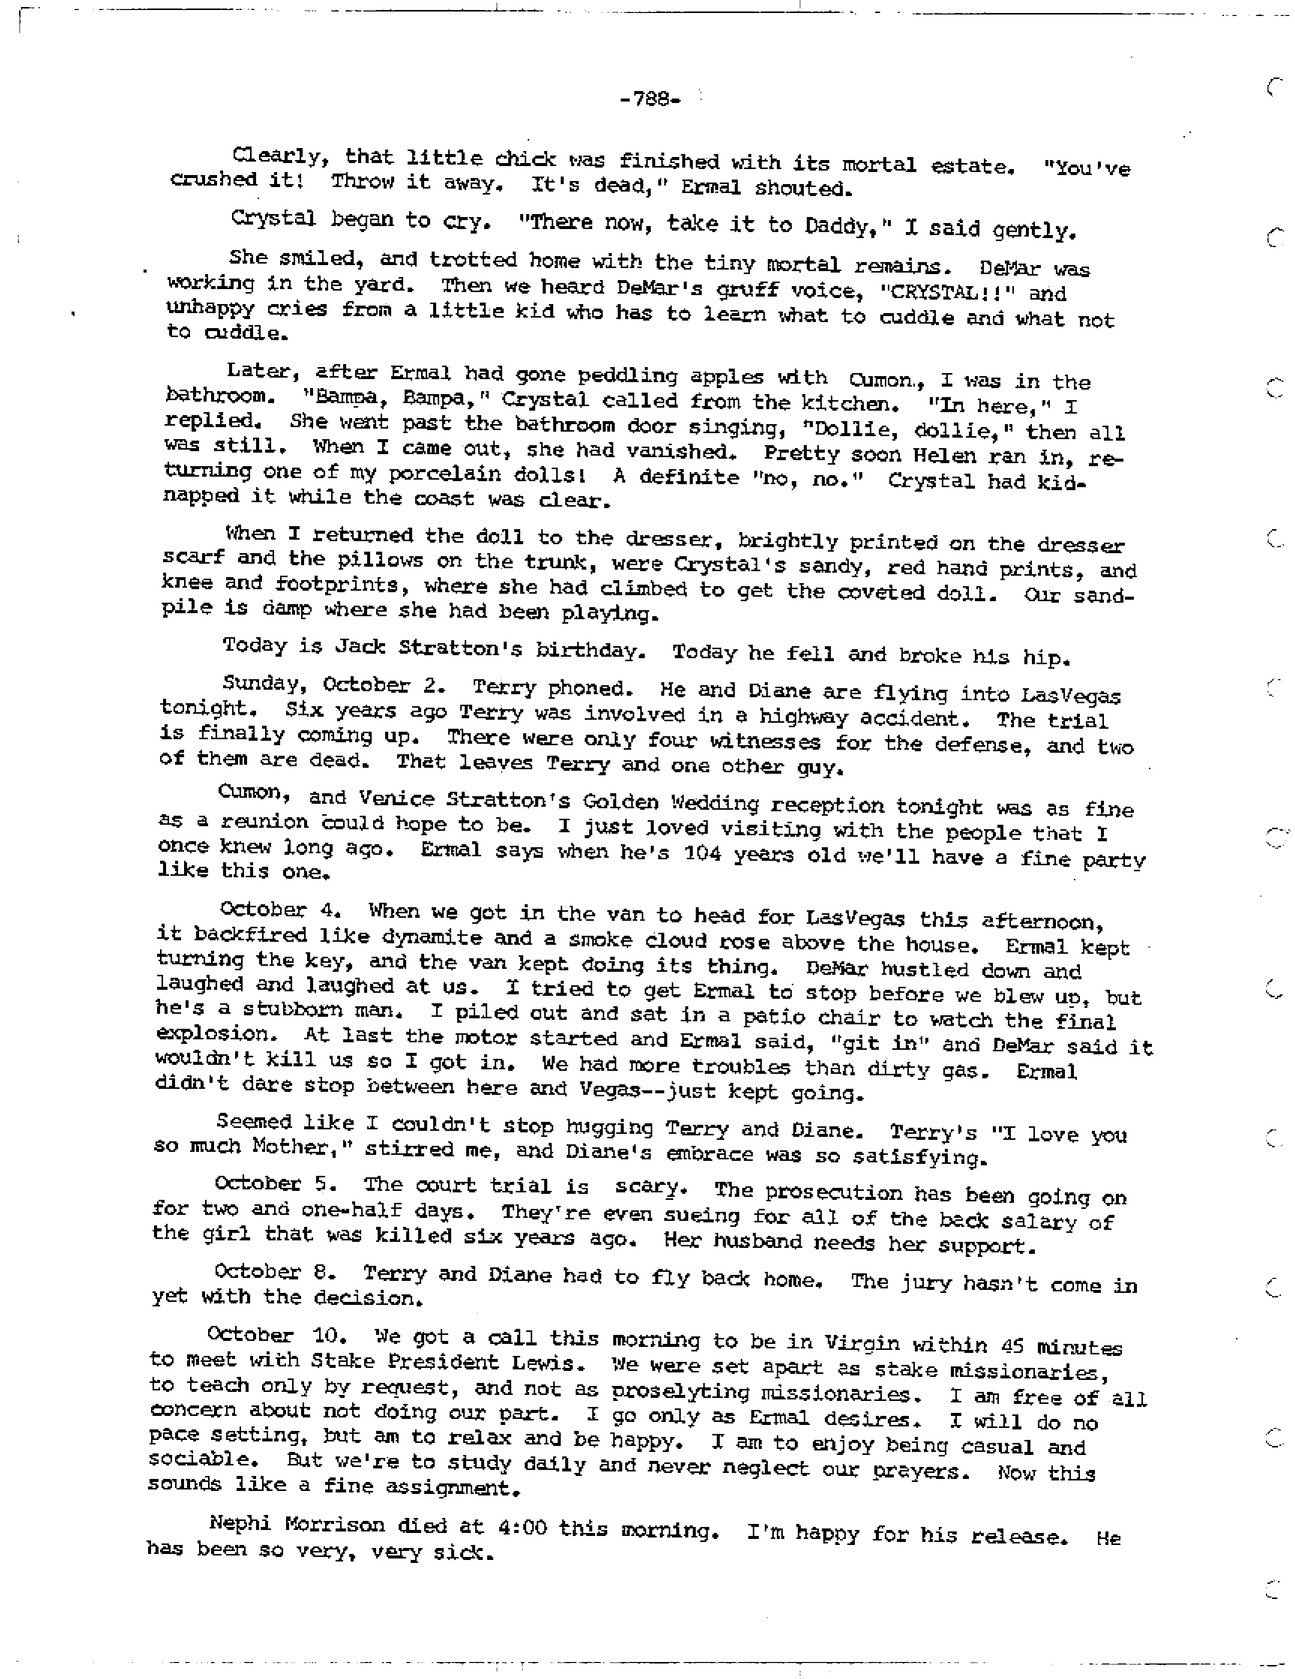 -788-
Clearly, that little chick was finished with its mortal estate. "You've
crushed it! Throw it away. It's dead," Ermal shouted.
Crystal began to cry. "There now, take it to Daddy," I said gently.
She smiled, and trotted home with the tiny mortal remains. DeMar was
working in the yard. Then we heard DeMar's gruff voice, "CRYSTAL!!" and
unhappy cries from a little kid who has to learn what to cuddle and what not
to cuddle.
Later, after Ermal had gone peddling apples with Cumon, I was in the
bathroom. "Bampa, Bampa," Crystal called from the kitchen. "In here," I
replied. She went past the bathroom door singing, "Dollie, dollie," then all
was still. When I came out, she had vanished. Pretty soon Helen ran in, re-
turning one of my porcelain dolls! A definite "no, no." Crystal had kid-
napped it while the coast was clear.
When I returned the doll to the dresser, brightly printed on the dresser
scarf and the pillows on the trunk, were Crystal's sandy, red hand prints, and
knee and footprints, where she had climbed to get the coveted doll. Our sand-
pile is damp where she had been playing.
Today is Jack Stratton's birthday. Today he fell and broke his hip.
Sunday, October 2. Terry phoned. He and Diane are flying into LasVegas
tonight. Six years ago Terry was involved in a highway accident. The trial
is finally coming up. There were only four witnesses for the defense, and two
of them are dead. That leaves Terry and one other guy.
Cumon, and Venice Stratton's Golden Wedding reception tonight was as fine
as a reunion could hope to be. I just loved visiting with the people that I
once knew long ago. Ermal says when he's 104 years old we'll have a fine party
like this one.
October 4. When we got in the van to head for LasVegas this afternoon,
it backfired like dynamite and a smoke cloud rose above the house. Ermal kept
turning the key, and the van kept doing its thing. DeMar hustled down and
laughed and laughed at us. I tried to get Ermal to stop before we blew up, but
he's a stubborn man. I piled out and sat in a patio chair to watch the final
explosion. At last the motor started and Ermal said, "git in" and DeMar said it
wouldn't kill us so I got in. We had more troubles than dirty gas. Ermal
didn't dare stop between here and Vegas--just kept going.
Seemed like I couldn't stop hugging Terry and Diane. Terry's "I love you
so much Mother," stirred me, and Diane's embrace was so satisfying.
October 5. The court trial is scary. The prosecution has been going on
for two and one-half days. They're even sueing for all of the back salary of
the girl that was killed six years ago. Her husband needs her support.
October 8. Terry and Diane had to fly back home. The jury hasn't come in
yet with the decision.
October 10. We got a call this morning to be in Virgin within 45 minutes
to meet with Stake President Lewis. We were set apart as stake missionaries,
to teach only by request, and not as proselyting missionaries. I am free of all
concern about not doing our part. I go only as Ermal desires. I will do no
pace setting, but am to relax and be happy. I am to enjoy being casual and
sociable. But we're to study daily and never neglect our prayers. Now this
sounds like a fine assignment.
Nephi Morrison died at 4:00 this morning. I'm happy for his release. He
has been so very, very sick.